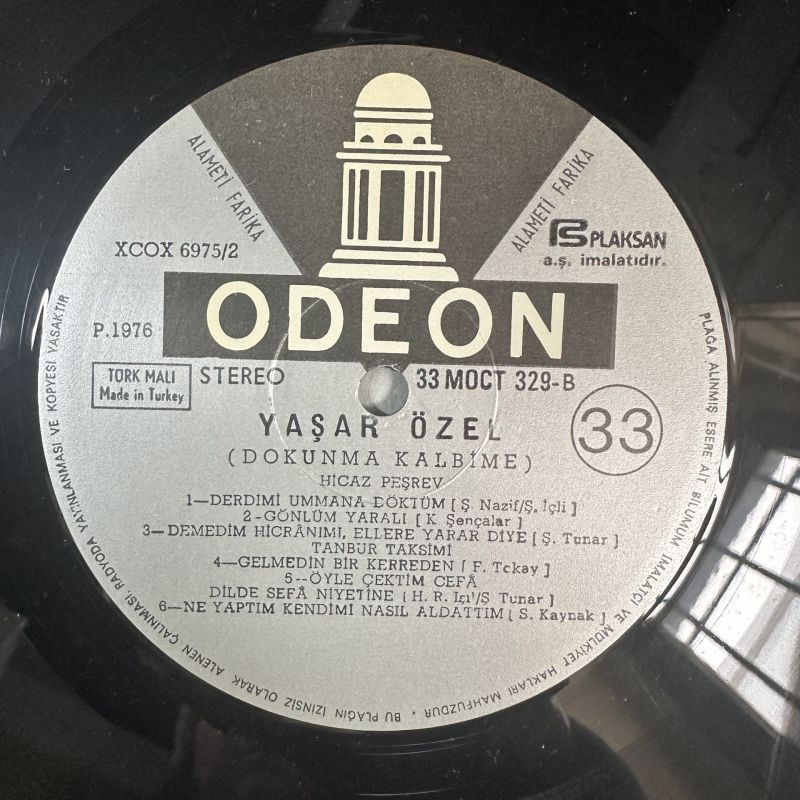 ALAMETİ FARİKA
ALAMETİ FARİKA
XCOX 6975/2
PLAKSAN
a.ş. imalatıdır.
ODEON
P.1976
TÜRK MALI
Made in Turkey
STEREO
33 MOCT 329-B
33
YAŞAR ÖZEL
(DOKUNMA KALBİME)
HİCAZ PEŞREV
1—DERDİMİ UMMANA DÖKTÜM [ Ş. Nazif/Ş. İçli ]
2-GÖNLÜM YARALI [ K. Şençalar ]
3—DEMEDİM HİCRÂNIMI, ELLERE YARAR DİYE [ Ş. Tunar ]
TANBUR TAKSİMİ
4—GELMEDİN BİR KERREDEN [ F. Tokay ]
5--ÖYLE ÇEKTİM CEFÂ
DİLDE SEFÂ NİYETİNE [ H. R. Işı'/Ş Tunar ]
6—NE YAPTIM KENDİMİ NASIL ALDATTIM [ S. Kaynak ]
PLAĞA ALINMIŞ ESERE AİT BİLUMUM İMALATÇI VE MÜLKİYET HAKLARI MAHFUZDUR • BU PLAĞIN İZİNSİZ OLARAK ALENEN ÇALINMASI, RADYODA YAYINLANMASI VE KOPYESİ YASAKTIR